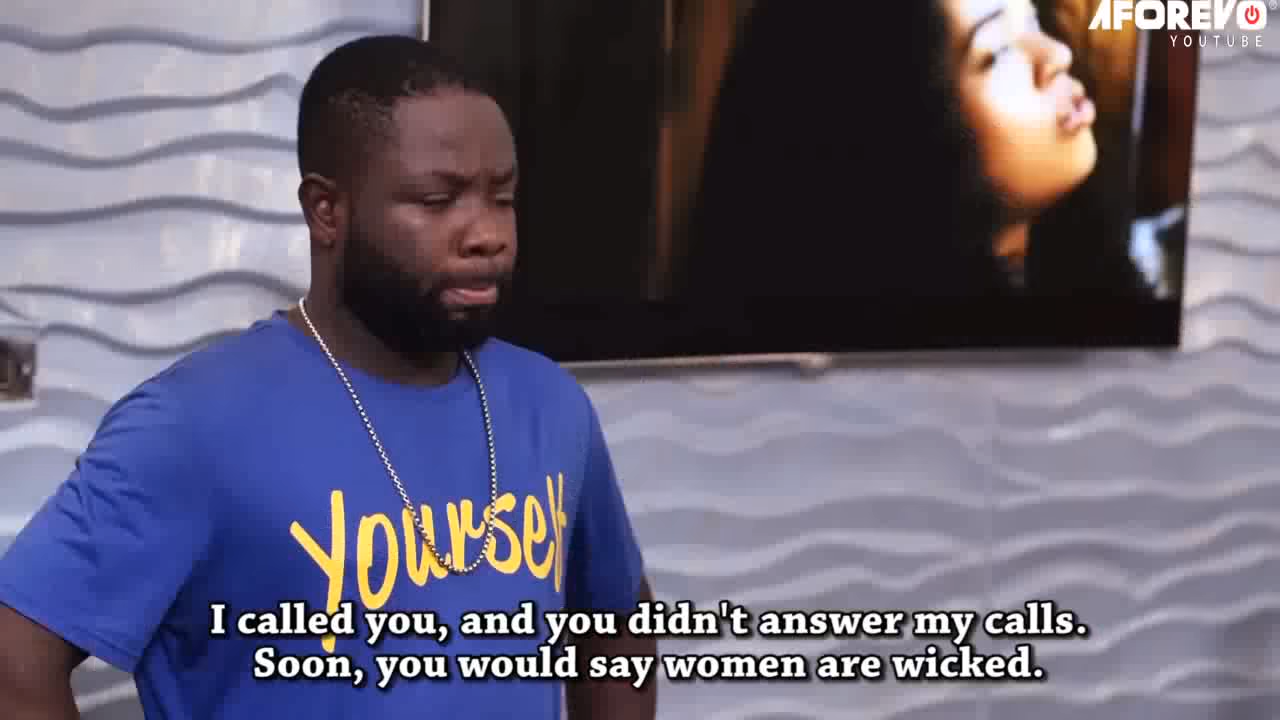 AFOREVO®
YOUTUBE
Yourself
I called you, and you didn't answer my calls.
Soon, you would say women are wicked.